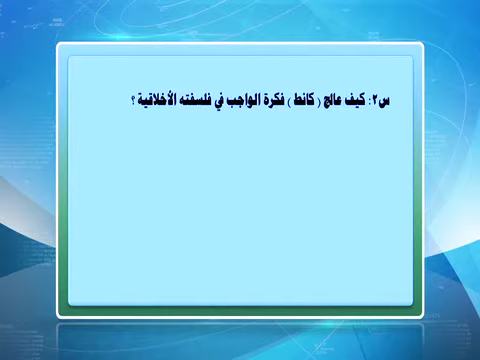 س٢: كيف عالج ( كانط ) فكرة الواجب في فلسفته الأخلاقية ؟